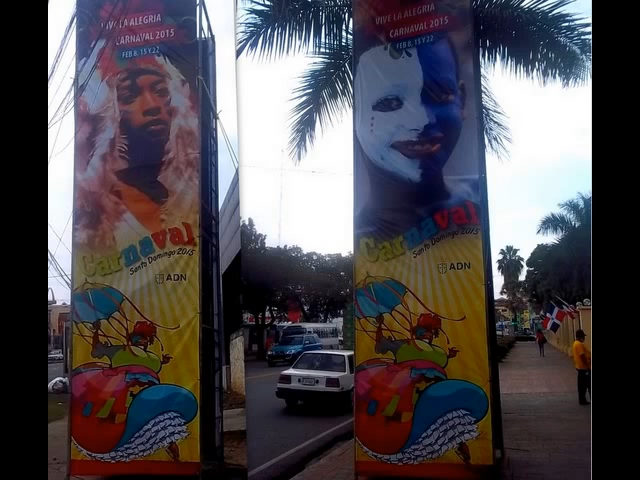 VIVE LA ALEGRIA
CARNAVAL 2015
FEB 8, 15 Y 22
Carnaval
Santo Domingo 2015
ADN
VIVE LA ALEGRIA
CARNAVAL 2015
FEB 8, 15 Y 22
Carnaval
Santo Domingo 2015
ADN